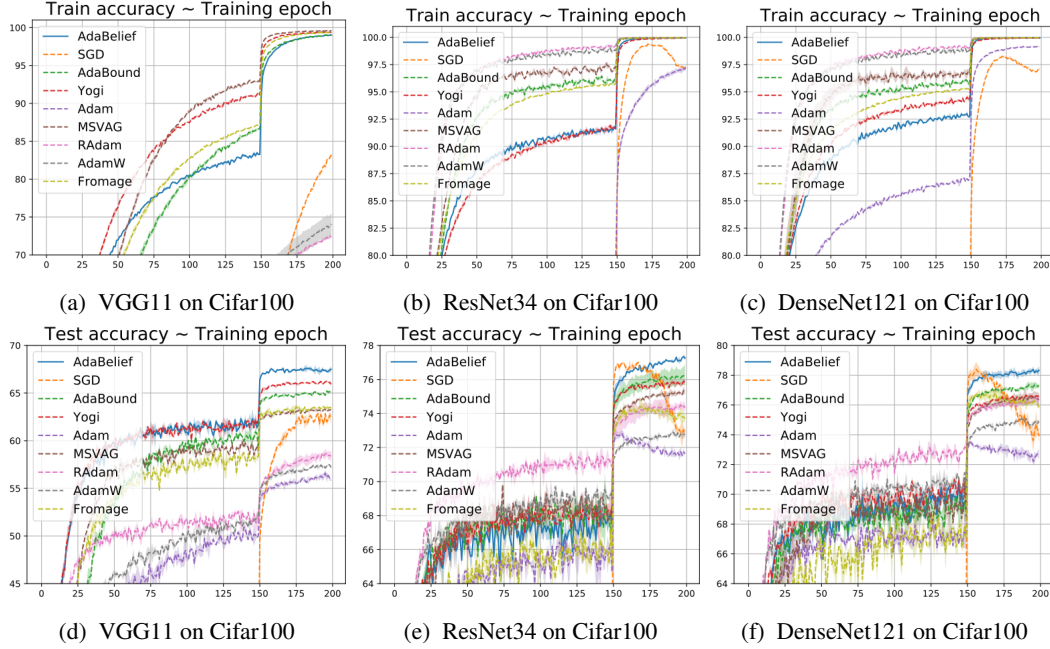 Train accuracy ~ Training epoch
100
95
90
85
80
75
70
AdaBelief
SGD
AdaBound
Yogi
Adam
MSVAG
RAdam
AdamW
Fromage
0 25 50 75 100 125 150 175 200
(a) VGG11 on Cifar100
Train accuracy ~ Training epoch
100.0
97.5
95.0
92.5
90.0
87.5
85.0
82.5
80.0
AdaBelief
SGD
AdaBound
Yogi
Adam
MSVAG
RAdam
AdamW
Fromage
0 25 50 75 100 125 150 175 200
(b) ResNet34 on Cifar100
Train accuracy ~ Training epoch
100.0
97.5
95.0
92.5
90.0
87.5
85.0
82.5
80.0
AdaBelief
SGD
AdaBound
Yogi
Adam
MSVAG
RAdam
AdamW
Fromage
0 25 50 75 100 125 150 175 200
(c) DenseNet121 on Cifar100
Test accuracy ~ Training epoch
70
65
60
55
50
45
AdaBelief
SGD
AdaBound
Yogi
Adam
MSVAG
RAdam
AdamW
Fromage
0 25 50 75 100 125 150 175 200
(d) VGG11 on Cifar100
Test accuracy ~ Training epoch
78
76
74
72
70
68
66
64
AdaBelief
SGD
AdaBound
Yogi
Adam
MSVAG
RAdam
AdamW
Fromage
0 25 50 75 100 125 150 175 200
(e) ResNet34 on Cifar100
Test accuracy ~ Training epoch
80
78
76
74
72
70
68
66
64
AdaBelief
SGD
AdaBound
Yogi
Adam
MSVAG
RAdam
AdamW
Fromage
0 25 50 75 100 125 150 175 200
(f) DenseNet121 on Cifar100